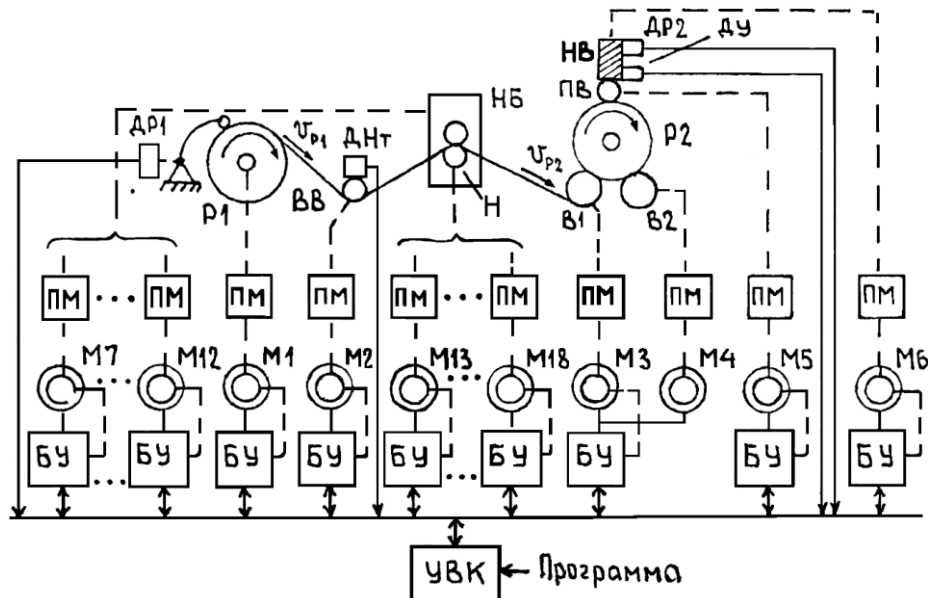 ДР2 ДУ
НВ
ПВ
НБ
ДР1 Vр1 ДНт Р2
Vр2
Р1 ВВ Н В1 В2
ПМ ... ПМ ПМ ПМ ПМ ... ПМ ПМ ПМ ПМ ПМ
М7 М12 М1 М2 М13 М18 М3 М4 М5 М6
БУ ... БУ БУ БУ БУ ... БУ БУ БУ БУ
УВК Программа